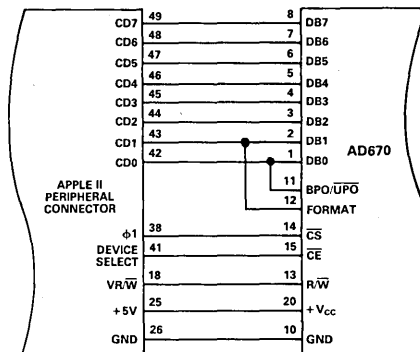 CD7 49 8 DB7
CD6 48 7 DB6
CD5 47 6 DB5
CD4 46 5 DB4
CD3 45 4 DB3
CD2 44 3 DB2
CD1 43 2 DB1
CD0 42 1 DB0
AD670
11 BPO/U̅P̅O̅
12 FORMAT
APPLE II
PERIPHERAL
CONNECTOR
ϕ1 38 14 C̅S̅
DEVICE
SELECT 41 15 C̅E̅
VR/W̅ 18 13 R/W̅
+5V 25 20 +VCC
GND 26 10 GND